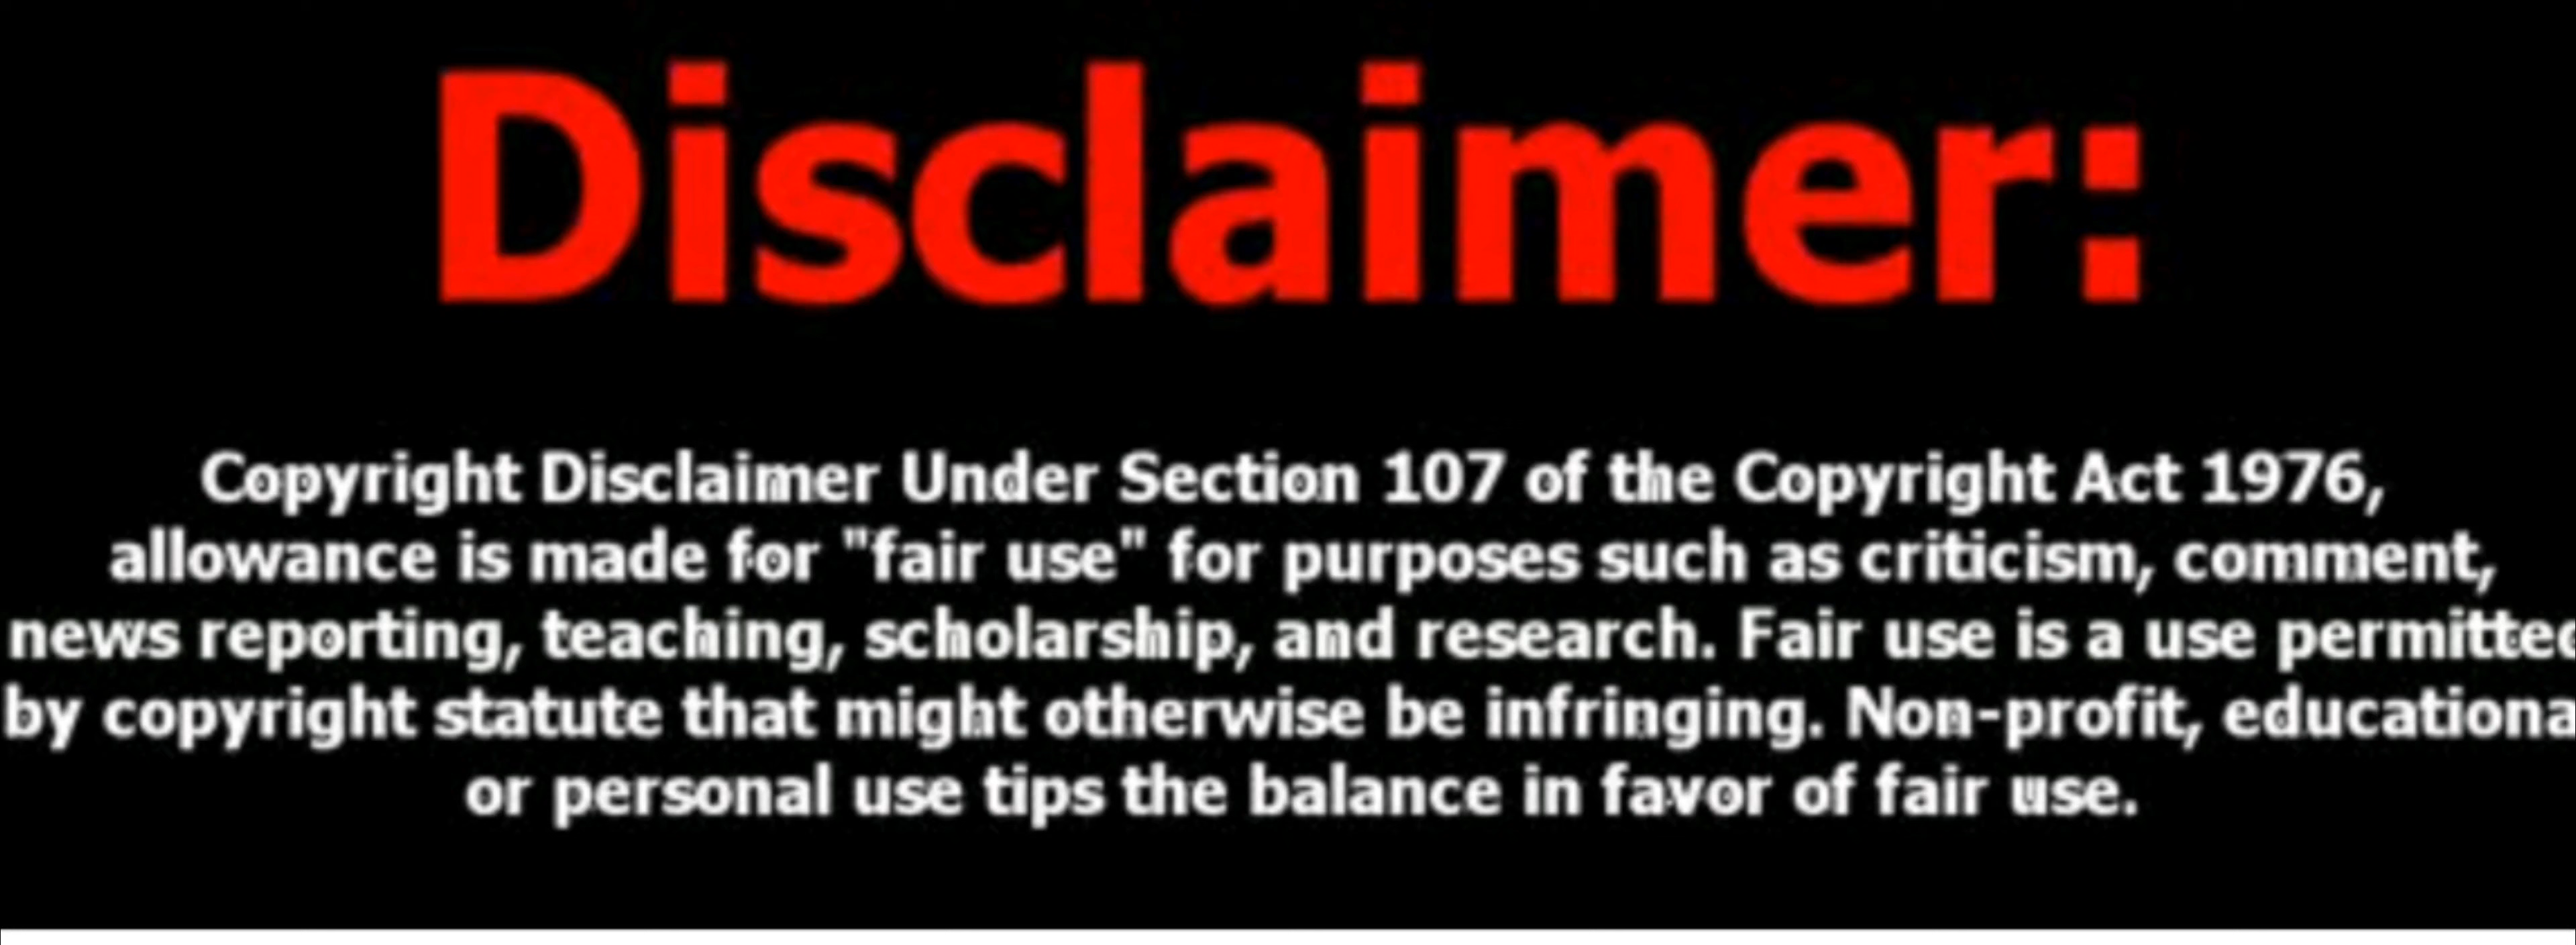 Disclaimer:
Copyright Disclaimer Under Section 107 of the Copyright Act 1976,
allowance is made for "fair use" for purposes such as criticism, comment,
news reporting, teaching, scholarship, and research. Fair use is a use permitted
by copyright statute that might otherwise be infringing. Non-profit, educationa
or personal use tips the balance in favor of fair use.